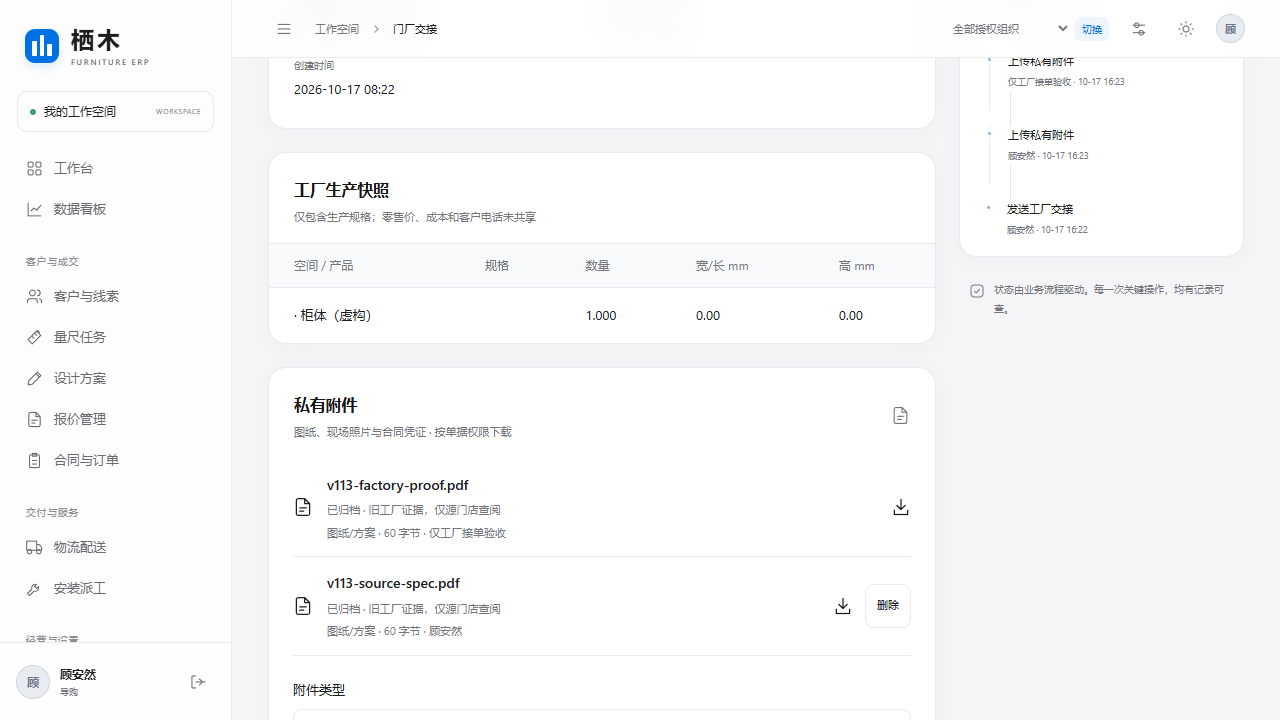 栖木
FURNITURE ERP
我的工作空间
WORKSPACE
工作台
数据看板
客户与成交
客户与线索
量尺任务
设计方案
报价管理
合同与订单
交付与服务
物流配送
安装派工
经营与设置
顾
顾安然
导购
工作空间
门厂交接
全部授权组织
切换
顾
创建时间
2026-10-17 08:22
工厂生产快照
仅包含生产规格；零售价、成本和客户电话未共享
空间 / 产品 规格 数量 宽/长 mm 高 mm
· 柜体（虚构） 1.000 0.00 0.00
私有附件
图纸、现场照片与合同凭证 · 按单据权限下载
v113-factory-proof.pdf
已归档 · 旧工厂证据，仅源门店查阅
图纸/方案 · 60 字节 · 仅工厂接单验收
v113-source-spec.pdf
已归档 · 旧工厂证据，仅源门店查阅
图纸/方案 · 60 字节 · 顾安然
删除
附件类型
上传私有附件
仅工厂接单验收 · 10-17 16:23
上传私有附件
顾安然 · 10-17 16:23
发送工厂交接
顾安然 · 10-17 16:22
状态由业务流程驱动。每一次关键操作，均有记录可
查。